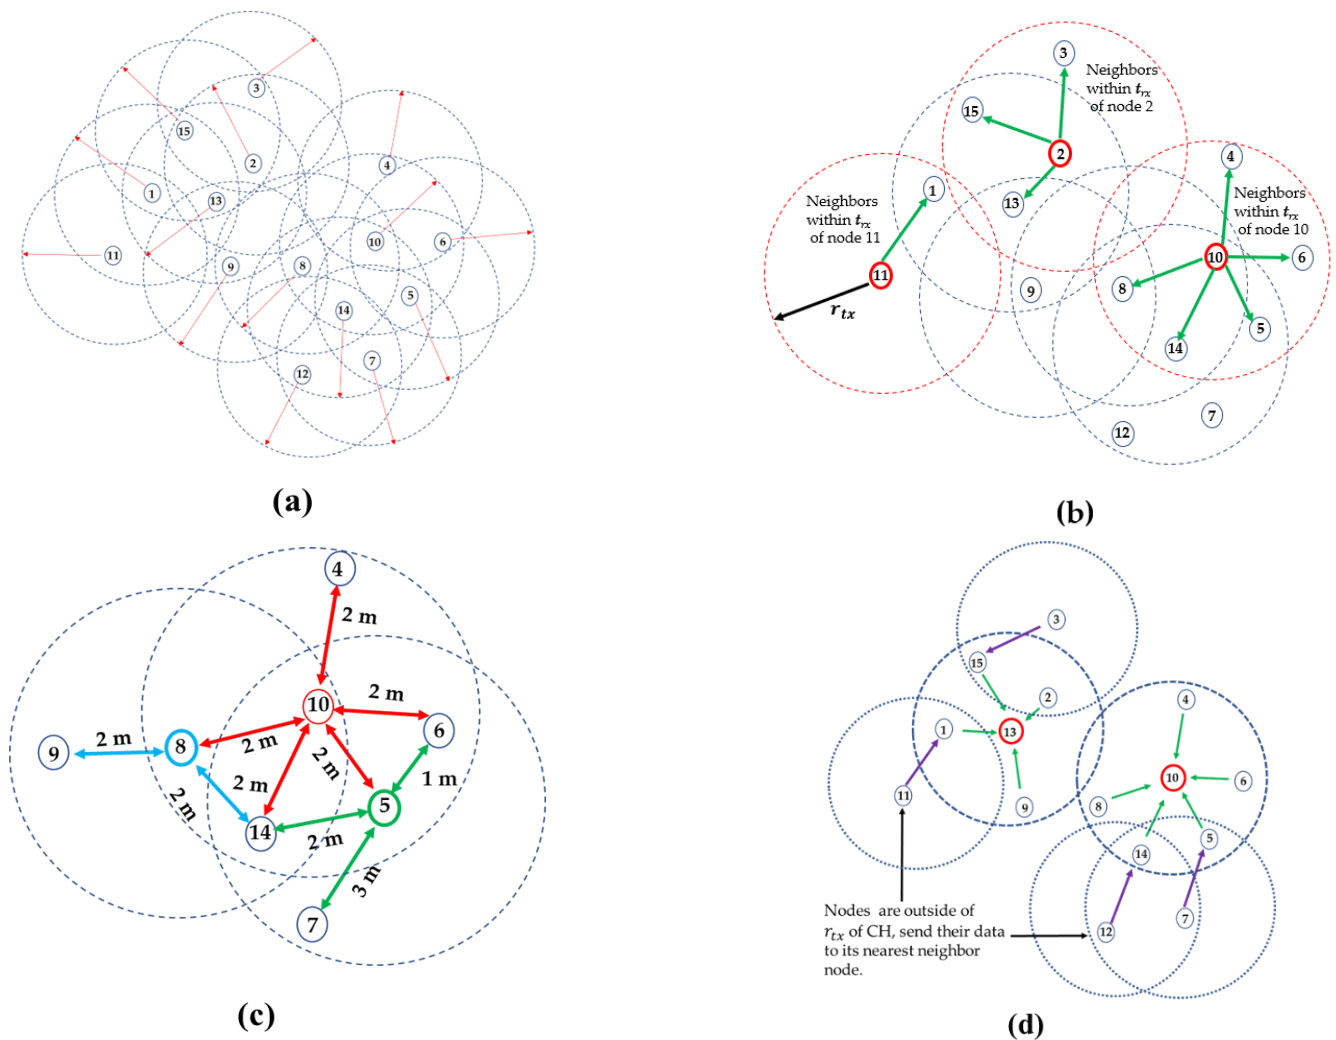 3
15
2
4
1
13
10
6
11
9
8
5
14
7
12
(a)
3
Neighbors
within t_rx
of node 2
15
2
4
1
Neighbors
within t_rx
of node 11
13
Neighbors
within t_rx
of node 10
10
6
11
9
8
r_tx
14
5
12
7
(b)
4
2 m
10
2 m
6
9
2 m
8
2 m
2 m
1 m
2 m
2 m
5
14
2 m
3 m
7
(c)
3
15
2
4
1
13
10
6
11
9
8
14
5
7
12
Nodes are outside of
r_tx of CH, send their data
to its nearest neighbor
node.
(d)